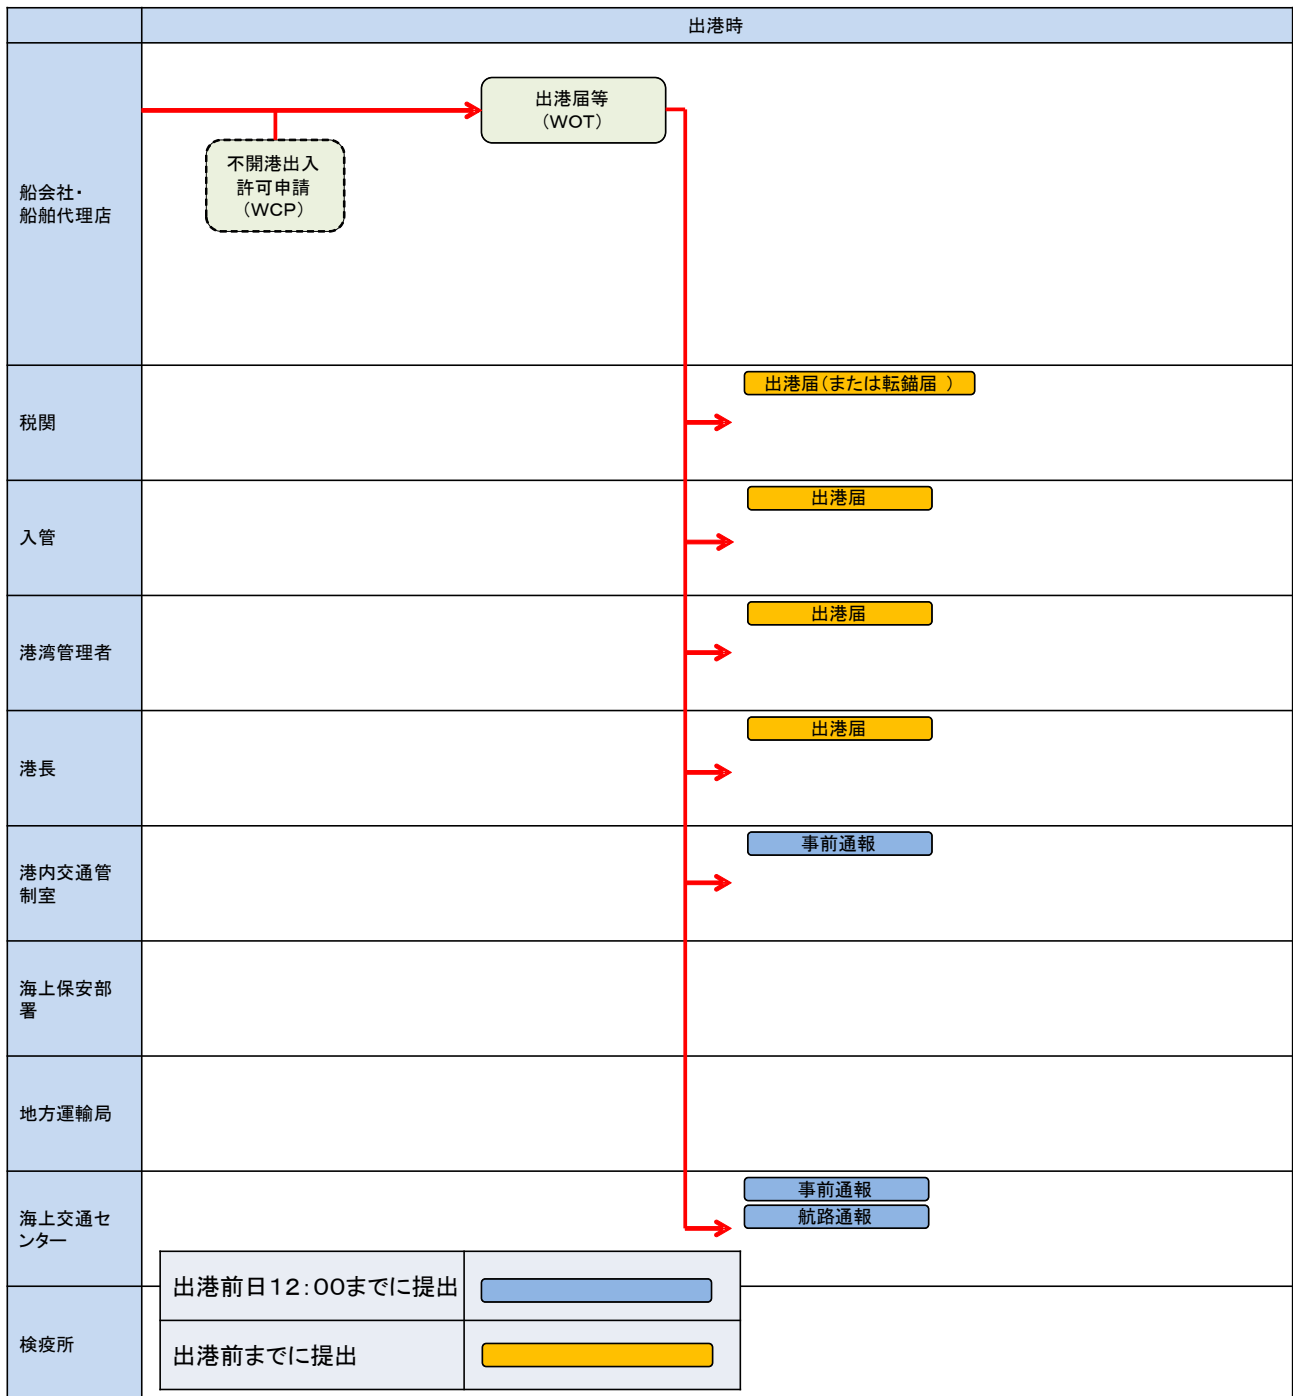 出港時
船会社・
船舶代理店
出港届等
（WOT）
不開港出入
許可申請
（WCP）
税関
出港届（または転錨届 ）
入管
出港届
港湾管理者
出港届
港長
出港届
港内交通管
制室
事前通報
海上保安部
署
地方運輸局
海上交通セ
ンター
事前通報
航路通報
検疫所
出港前日１２：００までに提出
出港前までに提出